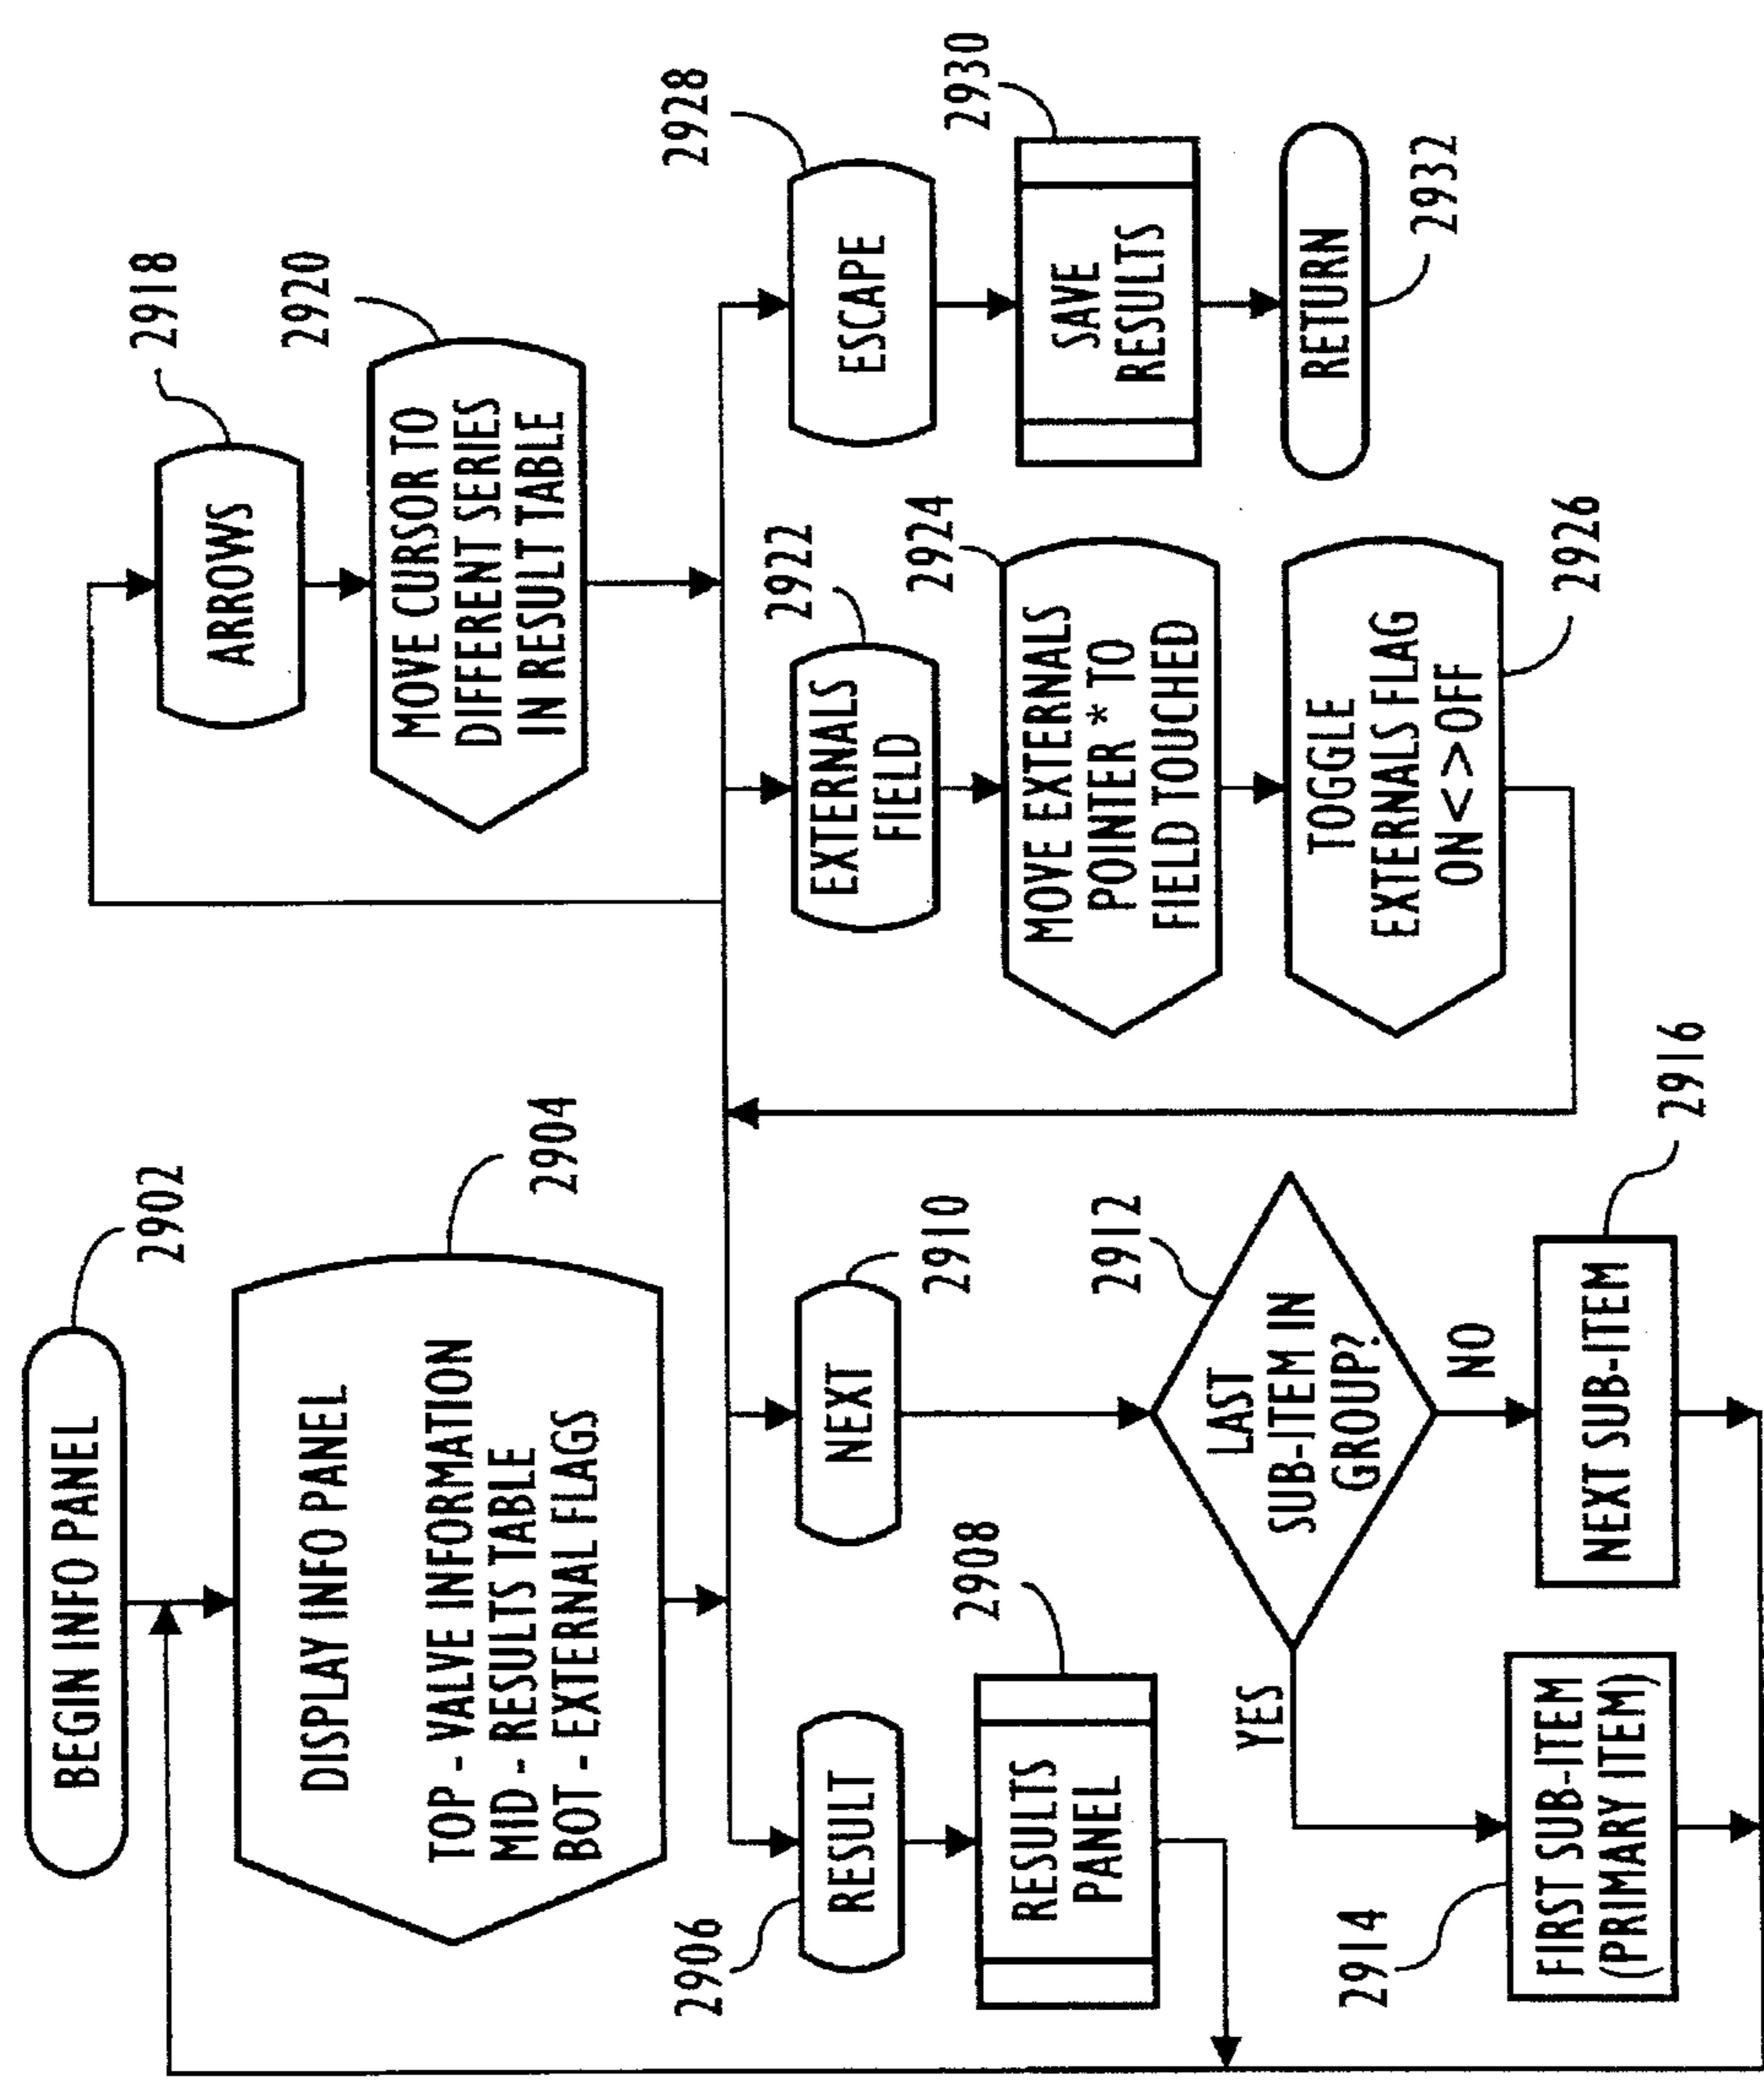 BEGIN INFO PANEL
2902
DISPLAY INFO PANEL
TOP - VALVE INFORMATION
MID - RESULTS TABLE
BOT - EXTERNAL FLAGS
2904
2906
RESULT
RESULTS
PANEL
2908
NEXT
2910
LAST
SUB-ITEM IN
GROUP?
2912
YES
NO
2914
FIRST SUB-ITEM
(PRIMARY ITEM)
NEXT SUB-ITEM
2916
ARROWS
2918
MOVE CURSOR TO
DIFFERENT SERIES
IN RESULT TABLE
2920
EXTERNALS
FIELD
2922
MOVE EXTERNALS
POINTER * TO
FIELD TOUCHED
2924
TOGGLE
EXTERNALS FLAG
ON < > OFF
2926
ESCAPE
2928
SAVE
RESULTS
2930
RETURN
2932